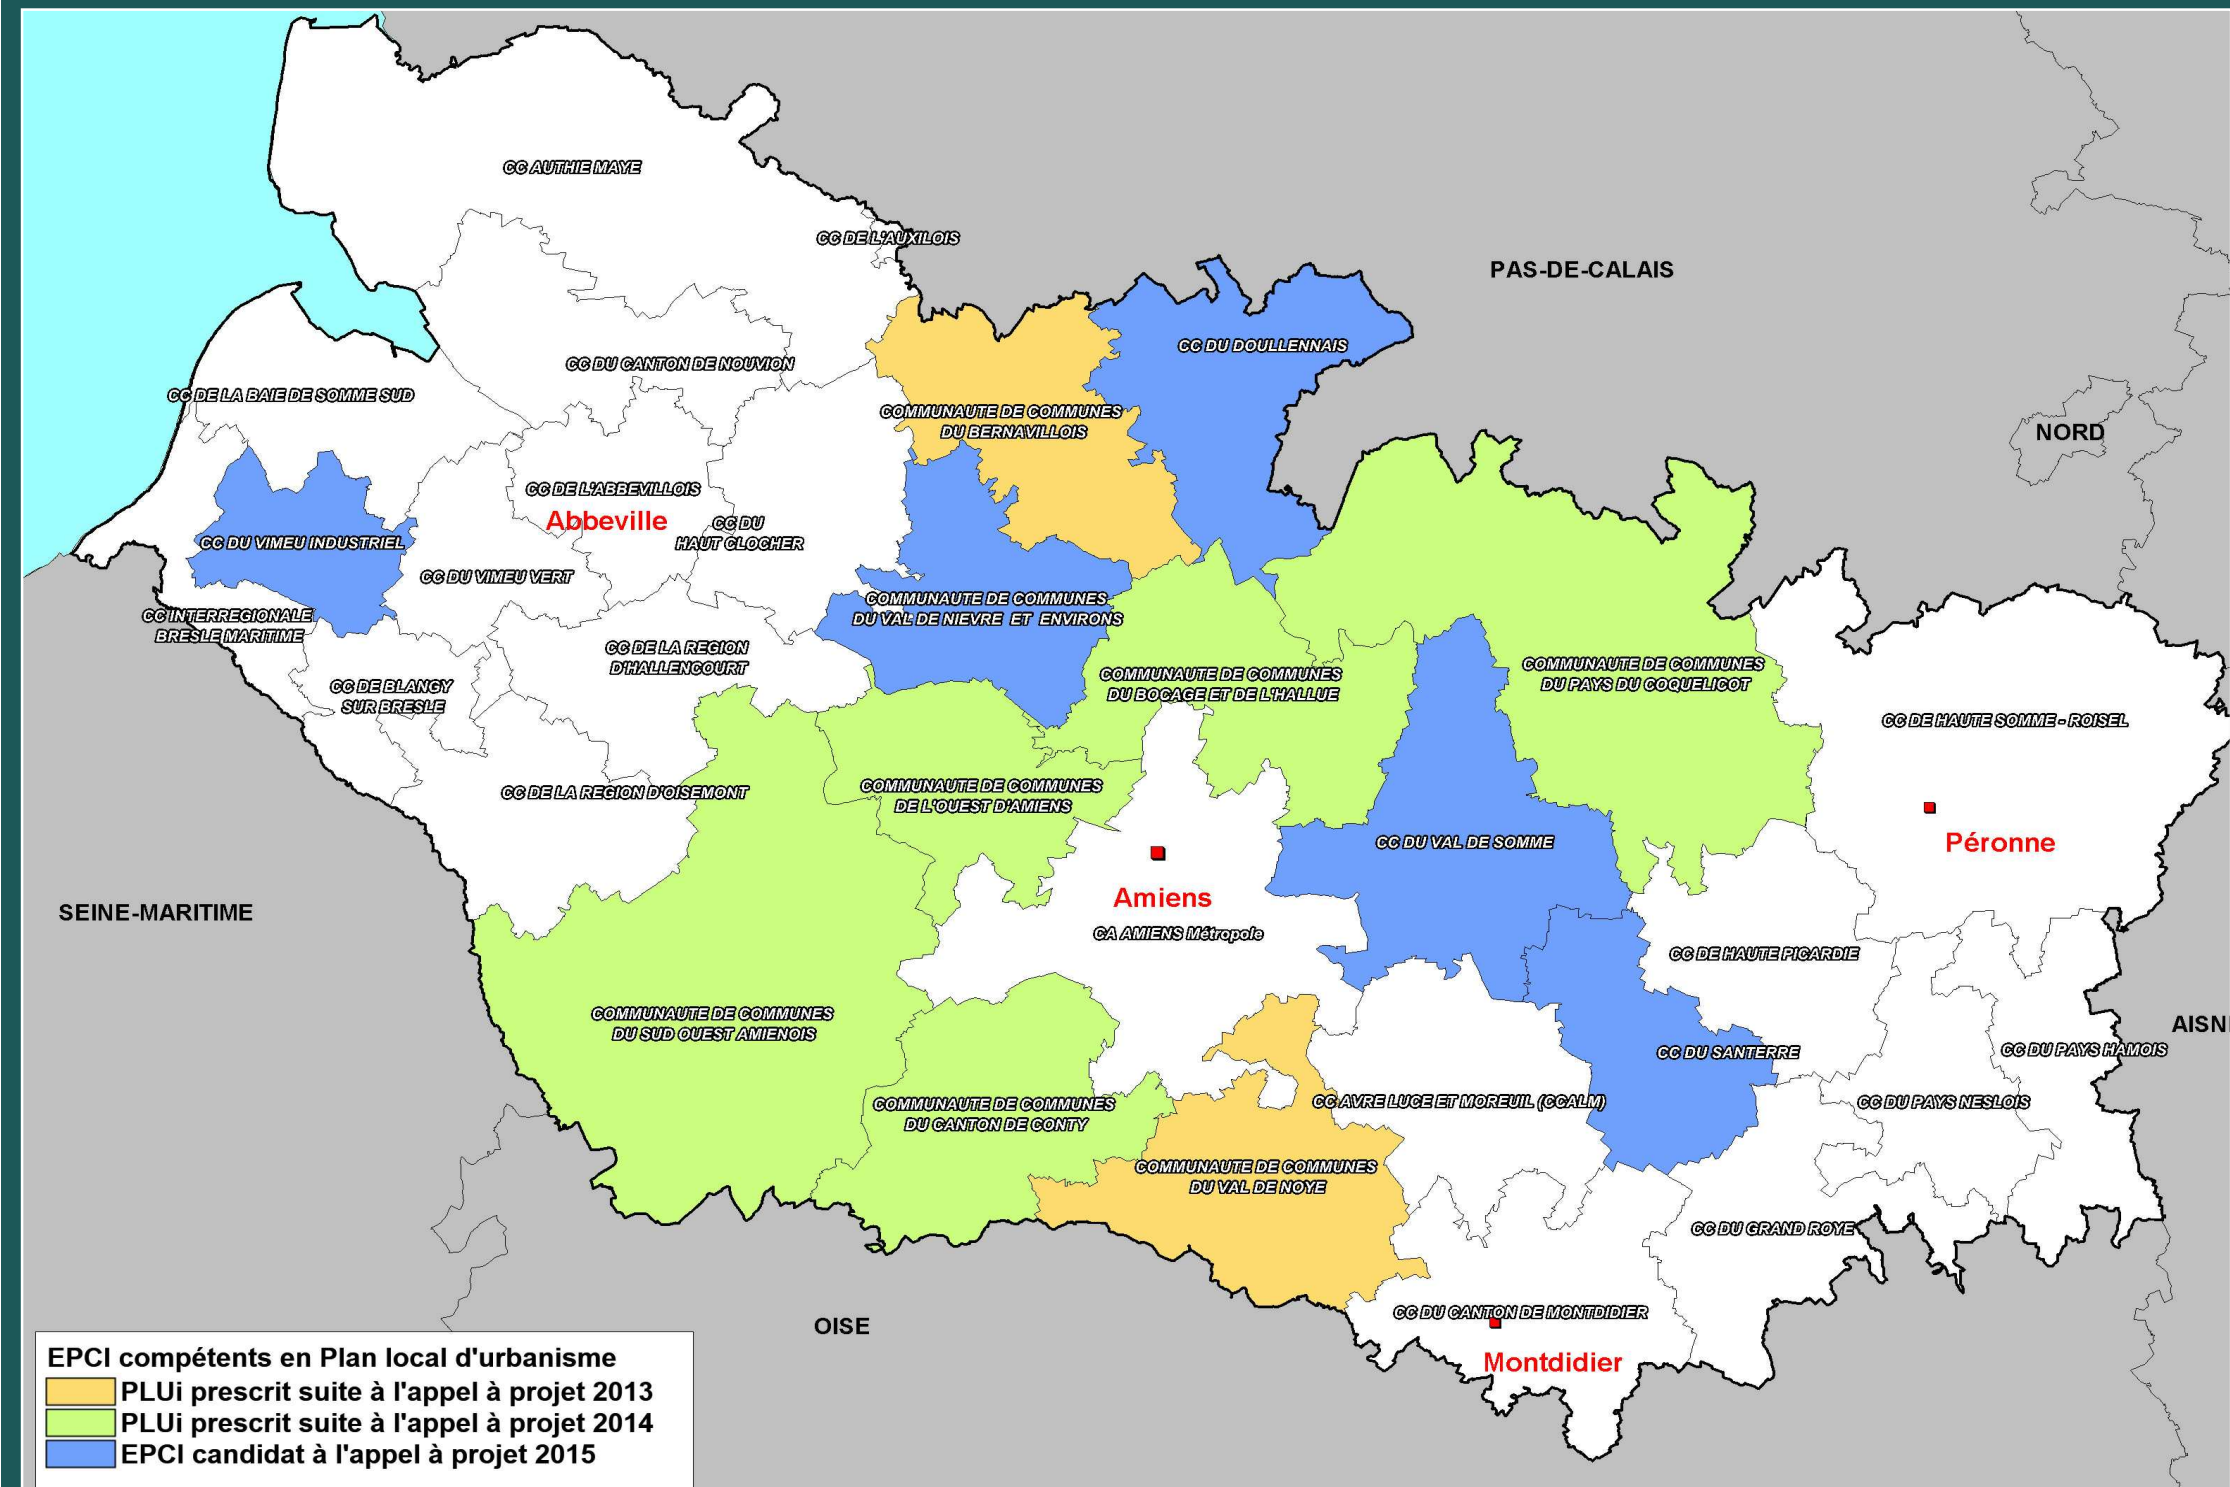 CC AUTHIE MAYE
CC DE L'AUXILOIS
PAS-DE-CALAIS
CC DU DOULLENNAIS
CC DU CANTON DE NOUVION
CC DE LA BAIE DE SOMME SUD
COMMUNAUTE DE COMMUNES
DU BERNAVILLOIS
NORD
CC DE L'ABBEVILLOIS
Abbeville
CC DU
HAUT CLOCHER
CC DU VIMEU INDUSTRIEL
CC DU VIMEU VERT
COMMUNAUTE DE COMMUNES
DU VAL DE NIEVRE ET ENVIRONS
CC INTERREGIONALE
BRESLE MARITIME
CC DE LA REGION
D'HALLENCOURT
COMMUNAUTE DE COMMUNES
DU BOCAGE ET DE L'HALLUE
COMMUNAUTE DE COMMUNES
DU PAYS DU COQUELICOT
CC DE BLANGY
SUR BRESLE
CC DE HAUTE SOMME - ROISEL
CC DE LA REGION D'OISEMONT
COMMUNAUTE DE COMMUNES
DE L'OUEST D'AMIENS
CC DU VAL DE SOMME
Péronne
Amiens
CA AMIENS Métropole
SEINE-MARITIME
CC DE HAUTE PICARDIE
COMMUNAUTE DE COMMUNES
DU SUD OUEST AMIENOIS
AISN
CC DU SANTERRE
CC DU PAYS HAMOIS
COMMUNAUTE DE COMMUNES
DU CANTON DE CONTY
CC AVRE LUCE ET MOREUIL (CCALM)
CC DU PAYS NESLOIS
COMMUNAUTE DE COMMUNES
DU VAL DE NOYE
CC DU GRAND ROYE
CC DU CANTON DE MONTDIDIER
Montdidier
OISE
EPCI compétents en Plan local d'urbanisme
PLUi prescrit suite à l'appel à projet 2013
PLUi prescrit suite à l'appel à projet 2014
EPCI candidat à l'appel à projet 2015